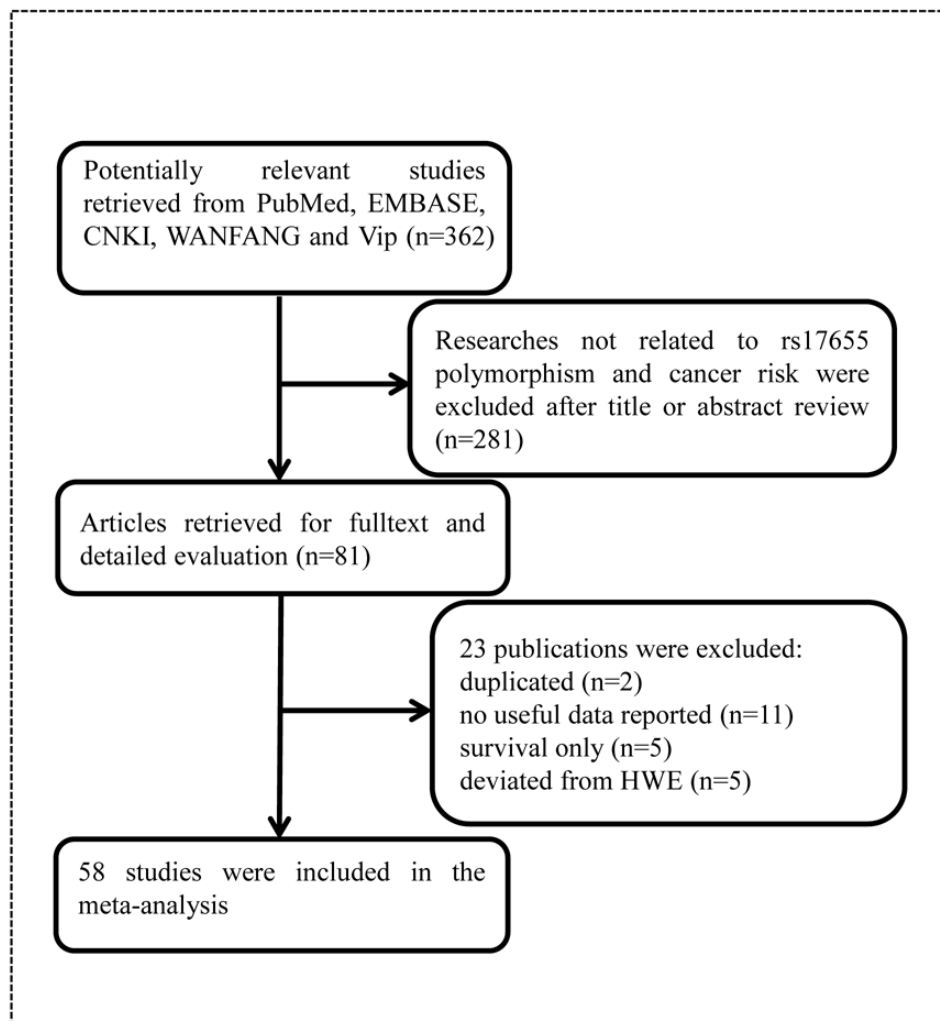 Potentially relevant studies
retrieved from PubMed, EMBASE,
CNKI, WANFANG and Vip (n=362)
Researches not related to rs17655
polymorphism and cancer risk were
excluded after title or abstract review
(n=281)
Articles retrieved for fulltext and
detailed evaluation (n=81)
23 publications were excluded:
duplicated (n=2)
no useful data reported (n=11)
survival only (n=5)
deviated from HWE (n=5)
58 studies were included in the
meta-analysis